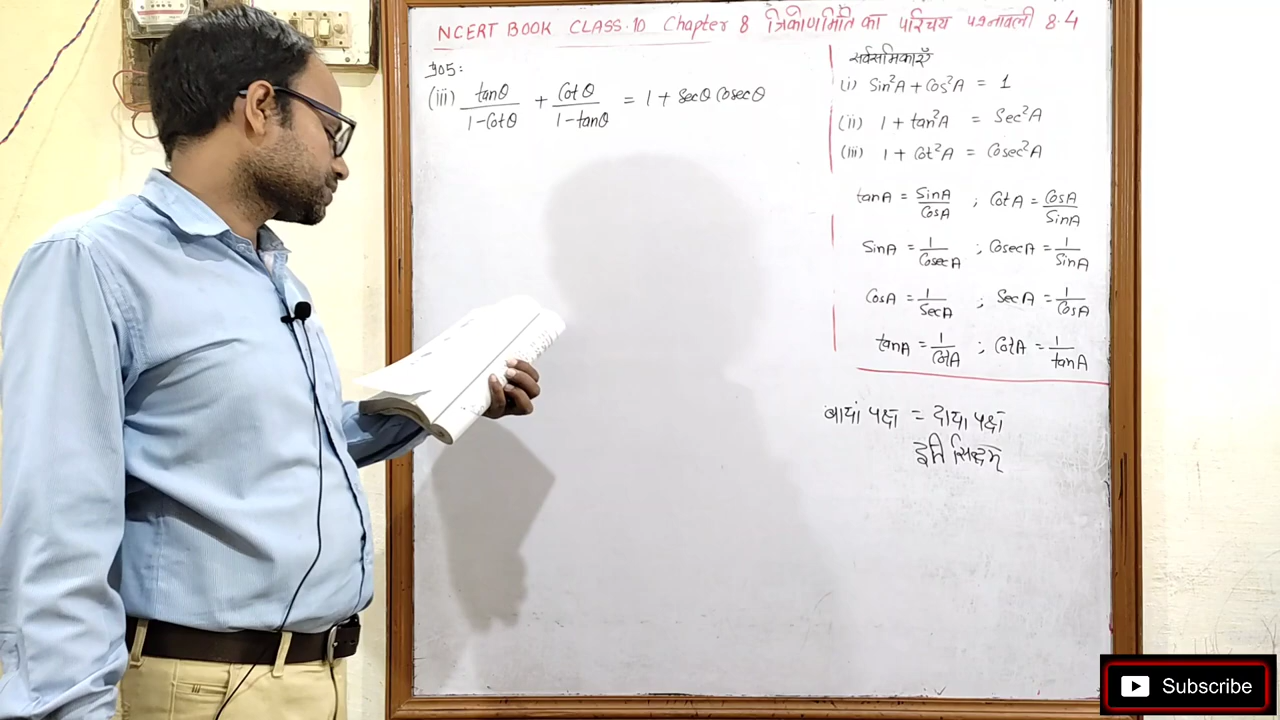 NCERT BOOK CLASS.10 Chapter 8 त्रिकोणमिति का परिचय प्रश्नावली 8.4
प्र05:
(iii) tanθ/1-Cotθ + Cotθ/1-tanθ = 1 + Secθ Cosecθ
सर्वसमिकाएँ
(i) Sin²A + Cos²A = 1
(ii) 1 + tan²A = Sec²A
(iii) 1 + Cot²A = Cosec²A
tanA = SinA/CosA ; CotA = CosA/SinA
SinA = 1/CosecA ; CosecA = 1/SinA
CosA = 1/SecA ; SecA = 1/CosA
tanA = 1/CotA ; CotA = 1/tanA
बायां पक्ष = दायां पक्ष
इति सिद्धम्
Subscribe